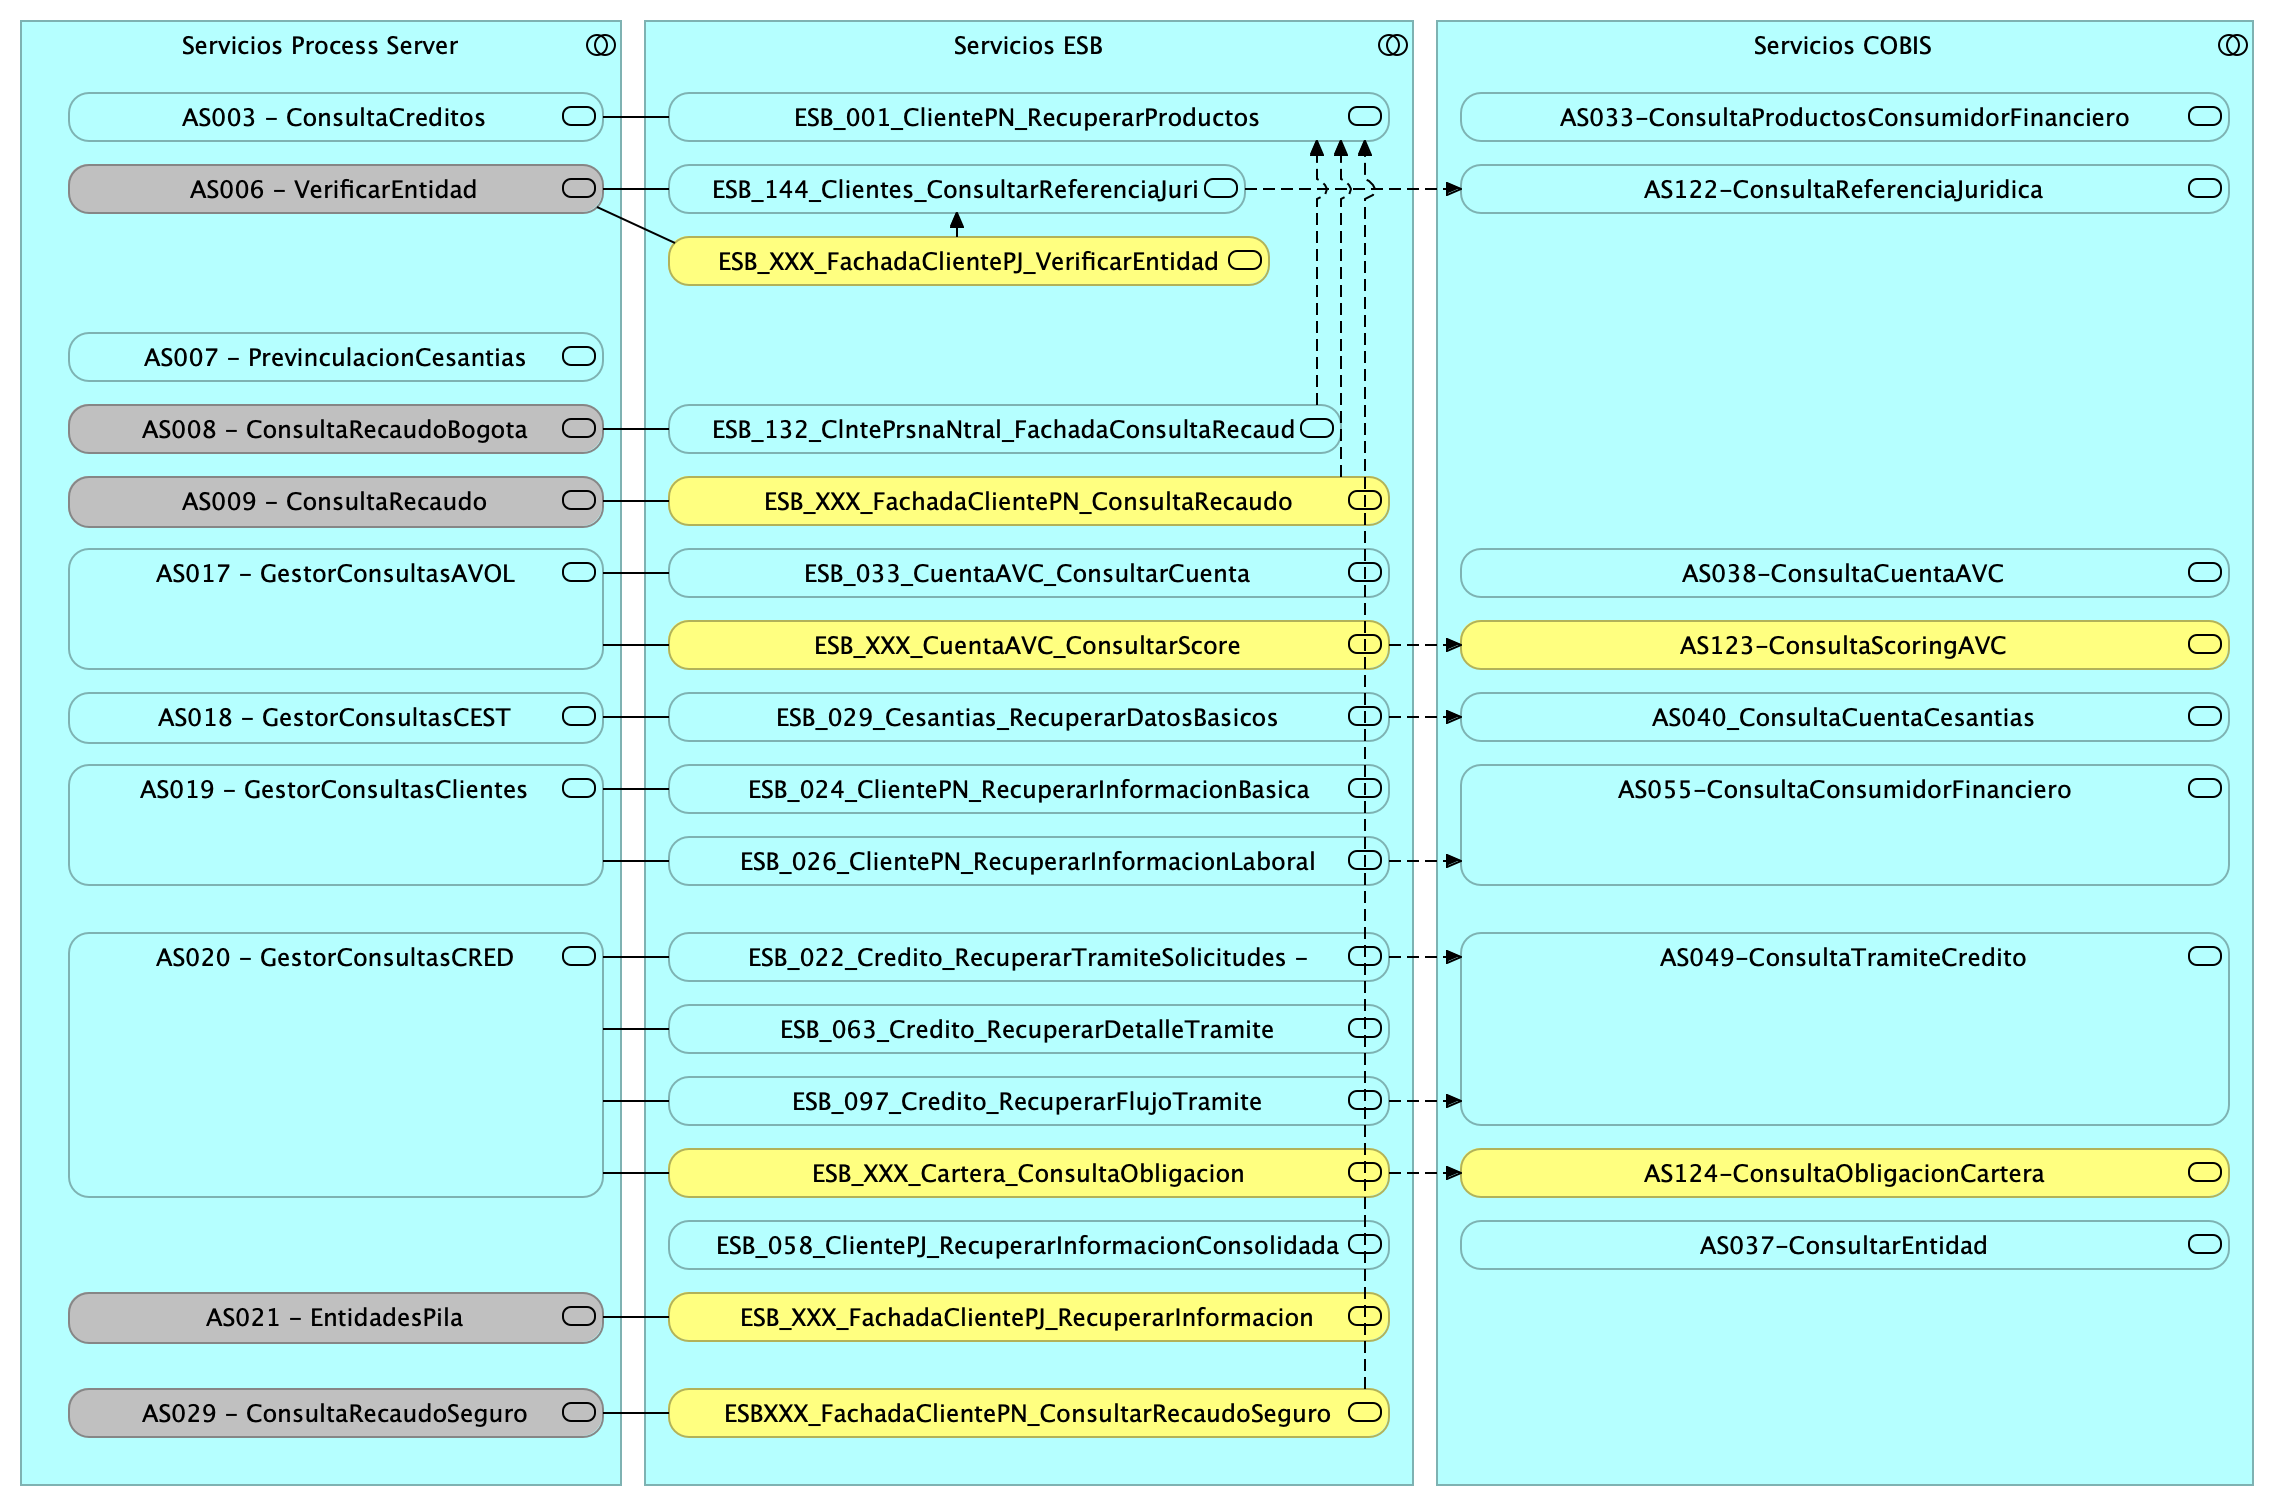 Servicios Process Server
Servicios ESB
Servicios COBIS
AS003 - ConsultaCreditos
ESB_001_ClientePN_RecuperarProductos
AS033-ConsultaProductosConsumidorFinanciero
AS006 - VerificarEntidad
ESB_144_Clientes_ConsultarReferenciaJuri
AS122-ConsultaReferenciaJuridica
ESB_XXX_FachadaClientePJ_VerificarEntidad
AS007 - PrevinculacionCesantias
AS008 - ConsultaRecaudoBogota
ESB_132_ClntePrsnaNtral_FachadaConsultaRecaud
AS009 - ConsultaRecaudo
ESB_XXX_FachadaClientePN_ConsultaRecaudo
AS017 - GestorConsultasAVOL
ESB_033_CuentaAVC_ConsultarCuenta
AS038-ConsultaCuentaAVC
ESB_XXX_CuentaAVC_ConsultarScore
AS123-ConsultaScoringAVC
AS018 - GestorConsultasCEST
ESB_029_Cesantias_RecuperarDatosBasicos
AS040_ConsultaCuentaCesantias
AS019 - GestorConsultasClientes
ESB_024_ClientePN_RecuperarInformacionBasica
AS055-ConsultaConsumidorFinanciero
ESB_026_ClientePN_RecuperarInformacionLaboral
AS020 - GestorConsultasCRED
ESB_022_Credito_RecuperarTramiteSolicitudes -
AS049-ConsultaTramiteCredito
ESB_063_Credito_RecuperarDetalleTramite
ESB_097_Credito_RecuperarFlujoTramite
ESB_XXX_Cartera_ConsultaObligacion
AS124-ConsultaObligacionCartera
ESB_058_ClientePJ_RecuperarInformacionConsolidada
AS037-ConsultarEntidad
AS021 - EntidadesPila
ESB_XXX_FachadaClientePJ_RecuperarInformacion
AS029 - ConsultaRecaudoSeguro
ESBXXX_FachadaClientePN_ConsultarRecaudoSeguro